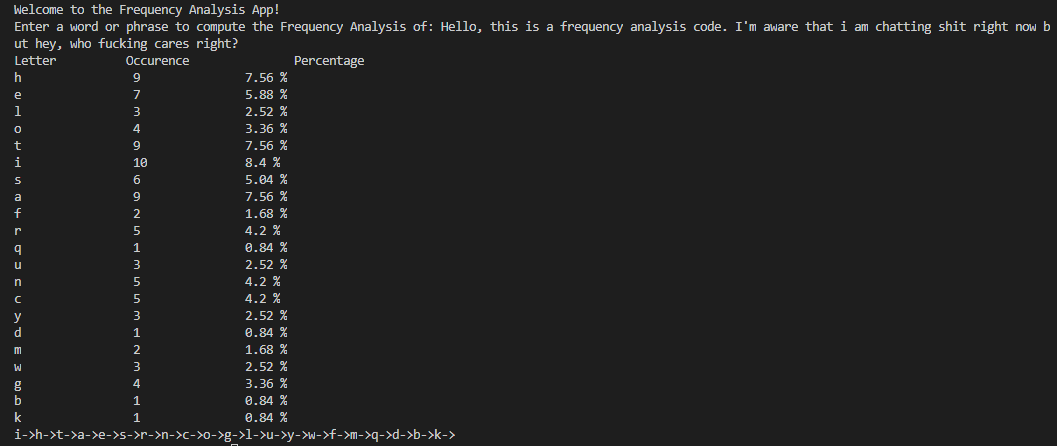 Welcome to the Frequency Analysis App!
Enter a word or phrase to compute the Frequency Analysis of: Hello, this is a frequency analysis code. I'm aware that i am chatting shit right now b
ut hey, who fucking cares right?
Letter Occurence Percentage
h 9 7.56 %
e 7 5.88 %
l 3 2.52 %
o 4 3.36 %
t 9 7.56 %
i 10 8.4 %
s 6 5.04 %
a 9 7.56 %
f 2 1.68 %
r 5 4.2 %
q 1 0.84 %
u 3 2.52 %
n 5 4.2 %
c 5 4.2 %
y 3 2.52 %
d 1 0.84 %
m 2 1.68 %
w 3 2.52 %
g 4 3.36 %
b 1 0.84 %
k 1 0.84 %
i->h->t->a->e->s->r->n->c->o->g->l->u->y->w->f->m->q->d->b->k->